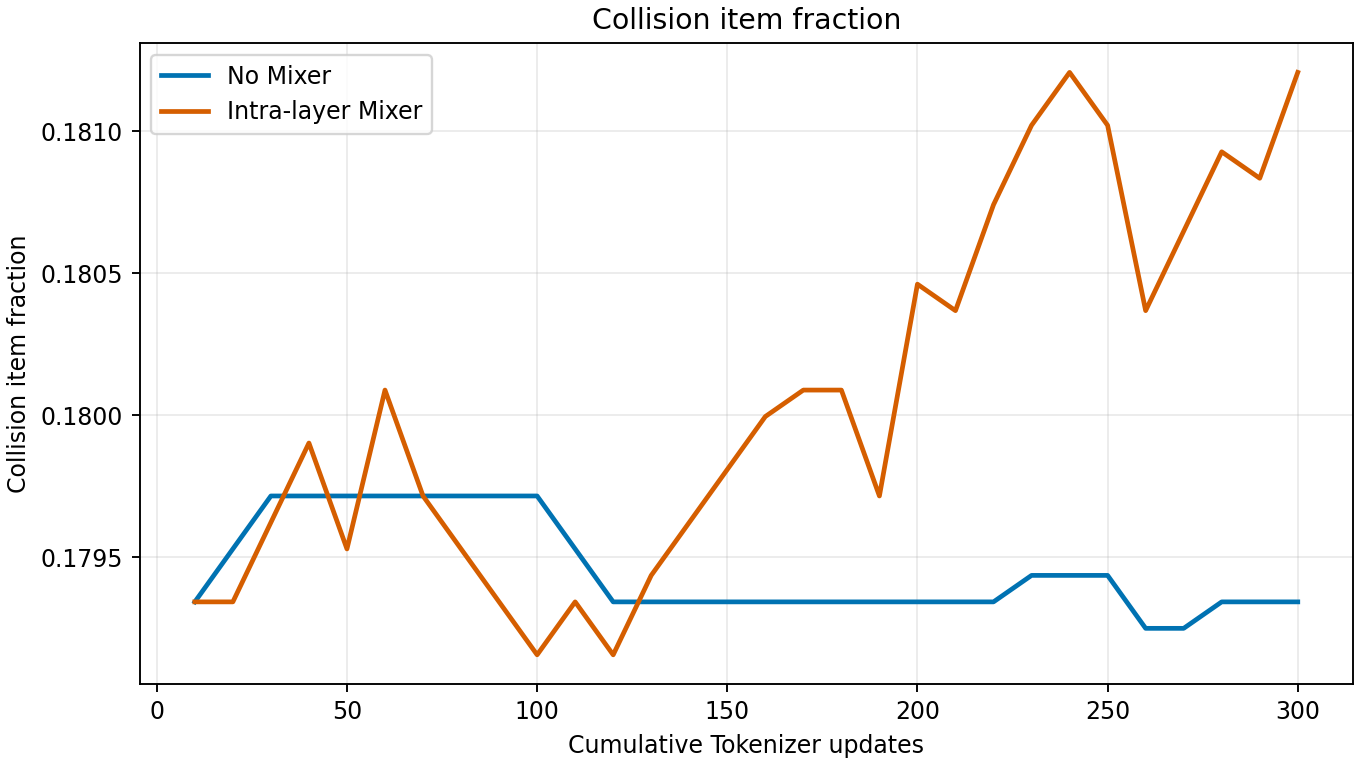 Collision item fraction
No Mixer
Intra-layer Mixer
Collision item fraction
0.1810
0.1805
0.1800
0.1795
0 50 100 150 200 250 300
Cumulative Tokenizer updates